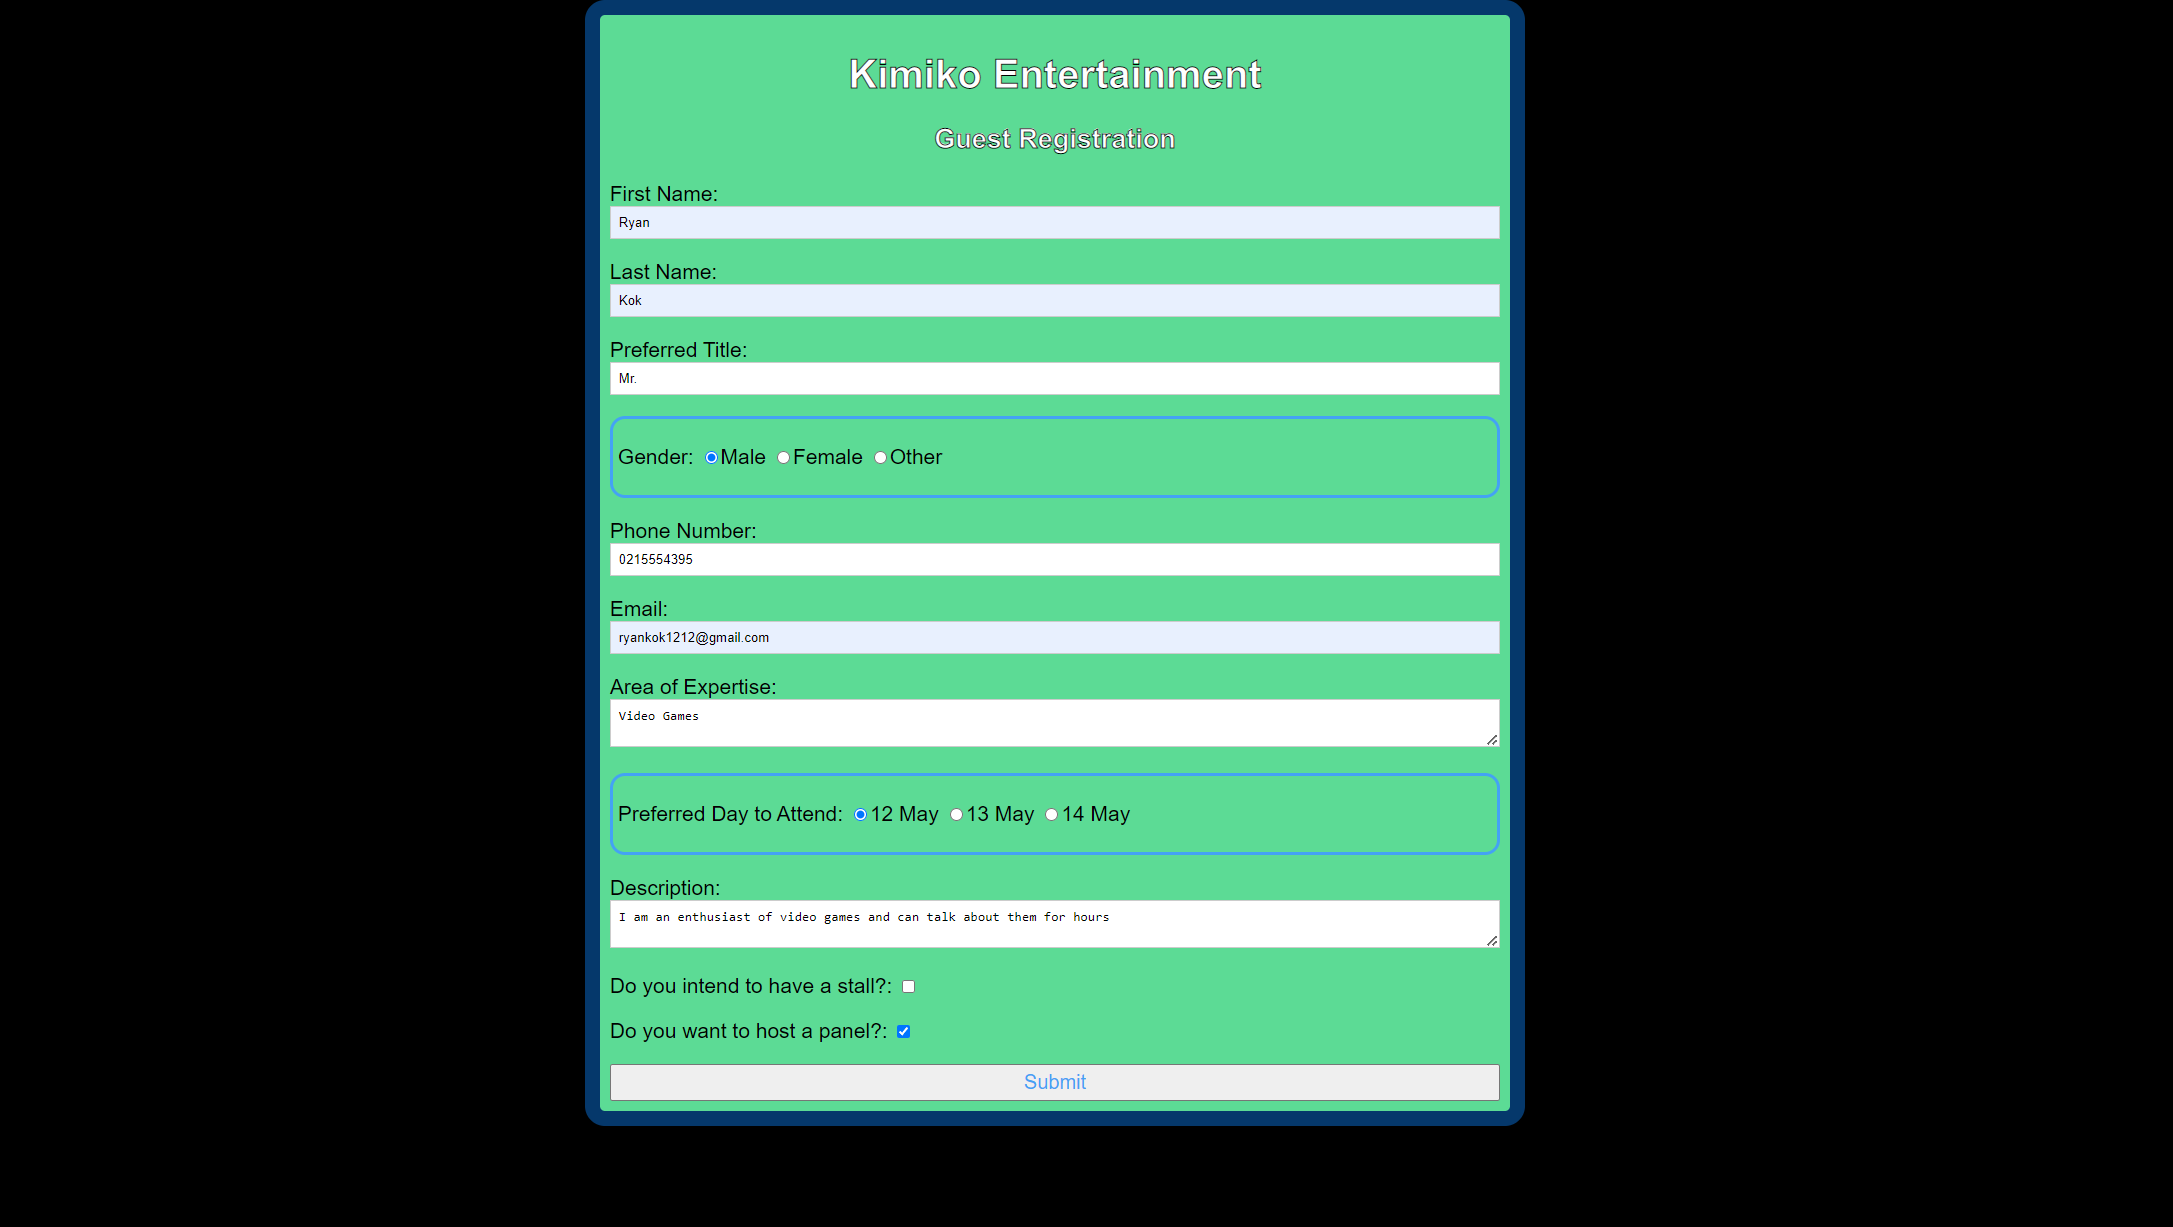 Kimiko Entertainment
Guest Registration
First Name:
Ryan
Last Name:
Kok
Preferred Title:
Mr.
Gender: Male Female Other
Phone Number:
0215554395
Email:
ryankok1212@gmail.com
Area of Expertise:
Video Games
Preferred Day to Attend: 12 May 13 May 14 May
Description:
I am an enthusiast of video games and can talk about them for hours
Do you intend to have a stall?:
Do you want to host a panel?:
Submit